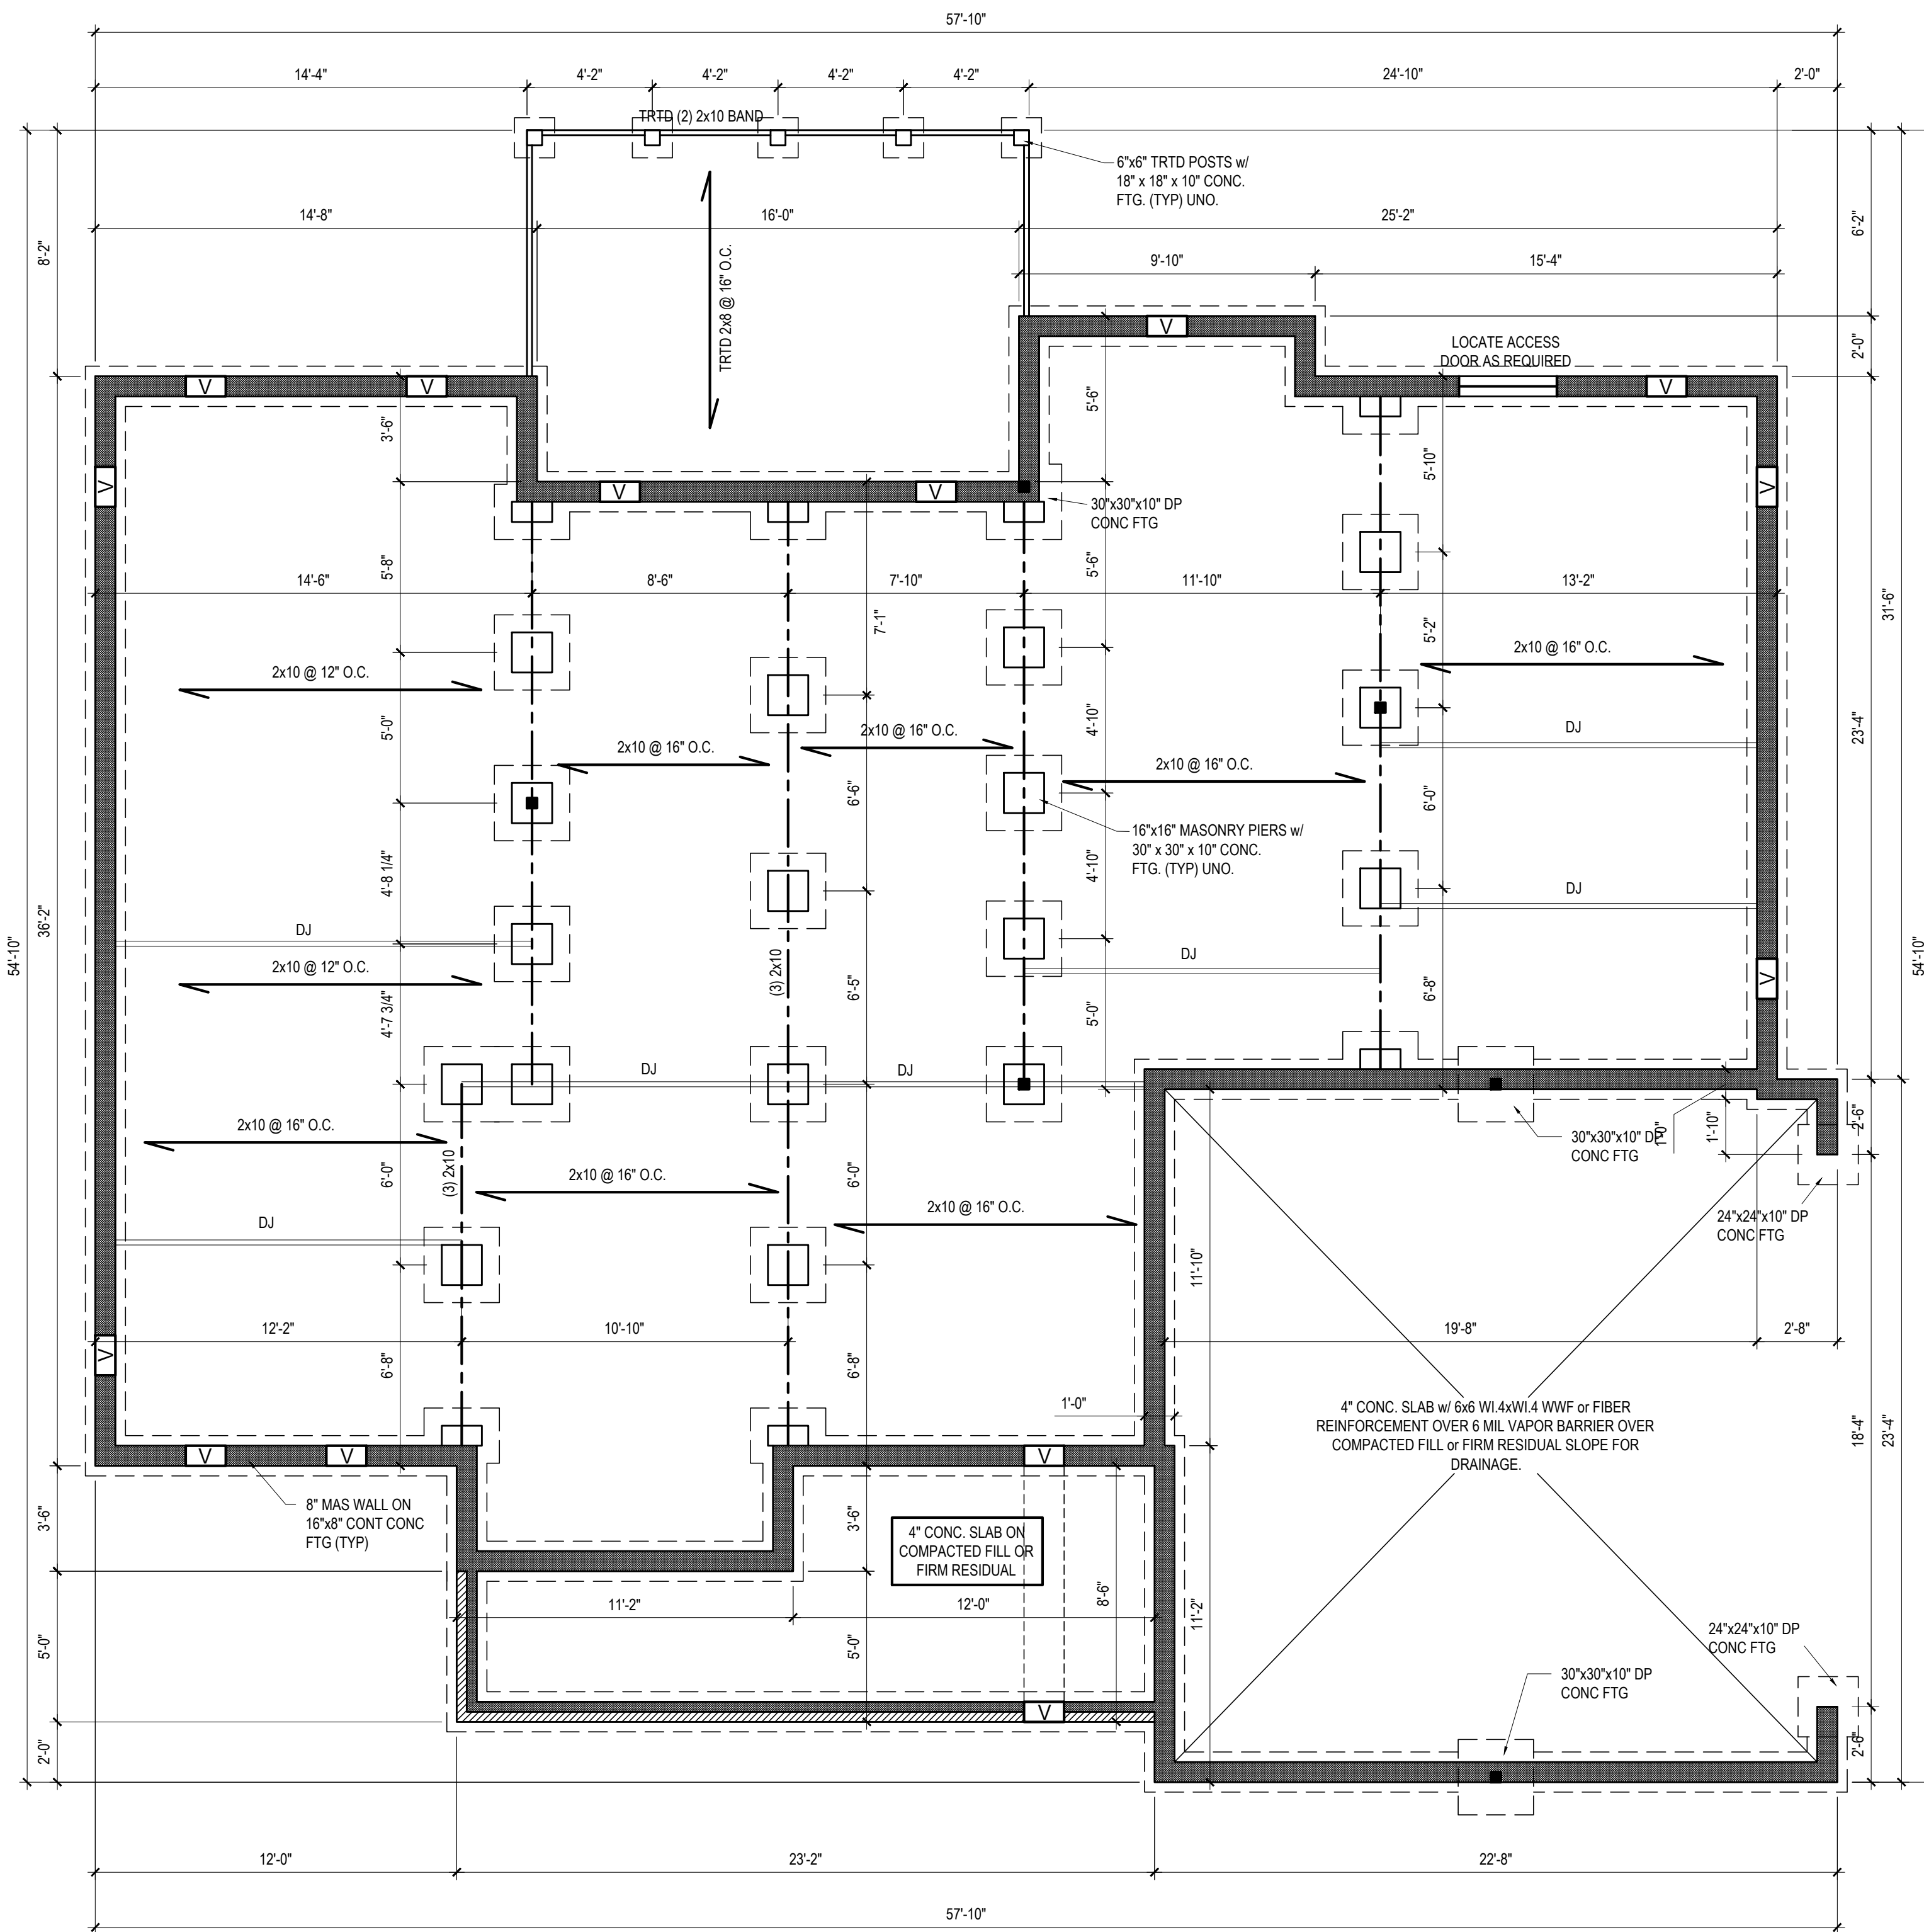 57'-10"
14'-4"
4'-2"
4'-2"
4'-2"
4'-2"
24'-10"
2'-0"
TRTD (2) 2x10 BAND
6"x6" TRTD POSTS w/
18" x 18" x 10" CONC.
FTG. (TYP) UNO.
14'-8"
16'-0"
25'-2"
8'-2"
6'-2"
TRTD 2x8 @ 16" O.C.
9'-10"
15'-4"
V
LOCATE ACCESS
DOOR AS REQUIRED
2'-0"
V
V
V
3'-6"
5'-6"
5'-10"
V
V
V
V
30"x30"x10" DP
CONC FTG
14'-6"
5'-8"
8'-6"
7'-10"
5'-6"
11'-10"
13'-2"
31'-6"
7'-1"
5'-2"
2x10 @ 16" O.C.
2x10 @ 12" O.C.
5'-0"
4'-10"
23'-4"
DJ
2x10 @ 16" O.C.
2x10 @ 16" O.C.
2x10 @ 16" O.C.
6'-6"
6'-0"
16"x16" MASONRY PIERS w/
30" x 30" x 10" CONC.
FTG. (TYP) UNO.
4'-8 1/4"
4'-10"
DJ
36'-2"
54'-10"
DJ
2x10 @ 12" O.C.
(3) 2x10
6'-5"
DJ
V
54'-10"
4'-7 3/4"
5'-0"
6'-8"
DJ
DJ
2x10 @ 16" O.C.
6'-0"
(3) 2x10
2x10 @ 16" O.C.
6'-0"
30"x30"x10" DP
CONC FTG
1'-0"
1'-10"
2'-6"
2x10 @ 16" O.C.
DJ
24"x24"x10" DP
CONC FTG
11'-10"
12'-2"
10'-10"
19'-8"
2'-8"
V
6'-8"
6'-8"
1'-0"
4" CONC. SLAB w/ 6x6 WI.4xWI.4 WWF or FIBER
REINFORCEMENT OVER 6 MIL VAPOR BARRIER OVER
COMPACTED FILL or FIRM RESIDUAL SLOPE FOR
DRAINAGE.
18'-4"
23'-4"
V
V
V
8" MAS WALL ON
16"x8" CONT CONC
FTG (TYP)
3'-6"
3'-6"
4" CONC. SLAB ON
COMPACTED FILL OR
FIRM RESIDUAL
8'-6"
11'-2"
12'-0"
11'-2"
5'-0"
5'-0"
24"x24"x10" DP
CONC FTG
30"x30"x10" DP
CONC FTG
V
2'-0"
2'-6"
12'-0"
23'-2"
22'-8"
57'-10"